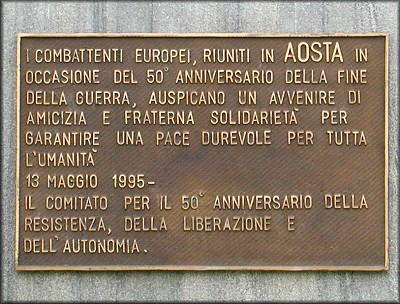 I COMBATTENTI EUROPEI, RIUNITI IN AOSTA IN
OCCASIONE DEL 50° ANNIVERSARIO DELLA FINE
DELLA GUERRA, AUSPICANO UN AVVENIRE DI
AMICIZIA E FRATERNA SOLIDARIETÀ PER
GARANTIRE UNA PACE DUREVOLE PER TUTTA
L'UMANITÀ
13 MAGGIO 1995-
IL COMITATO PER IL 50° ANNIVERSARIO DELLA
RESISTENZA, DELLA LIBERAZIONE E
DELL'AUTONOMIA.